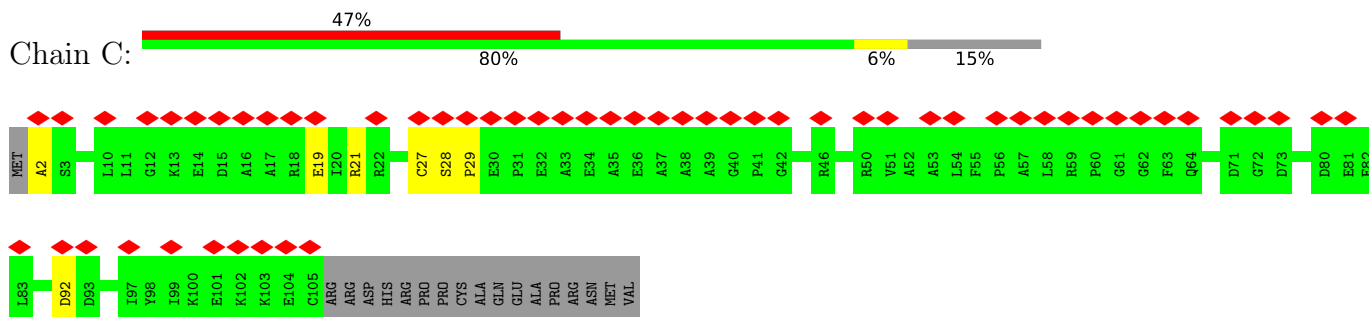 47%
Chain C:
80% 6% 15%
MET A2 S3 L10 L11 G12 K13 E14 D15 A16 A17 R18 E19 I20 R21 R22 C27 S28 P29 E30 P31 E32 A33 E34 A35 E36 A37 A38 A39 G40 P41 G42 R46 R50 V51 A52 A53 L54 F55 P56 A57 L58 R59 P60 G61 G62 F63 Q64 D71 G72 D73 D80 E81 E82
L83 D92 D93 I97 Y98 I99 K100 E101 K102 K103 E104 C105 ARG ARG ASP HIS ARG PRO PRO CYS ALA GLN GLU ALA PRO ARG ASN MET VAL